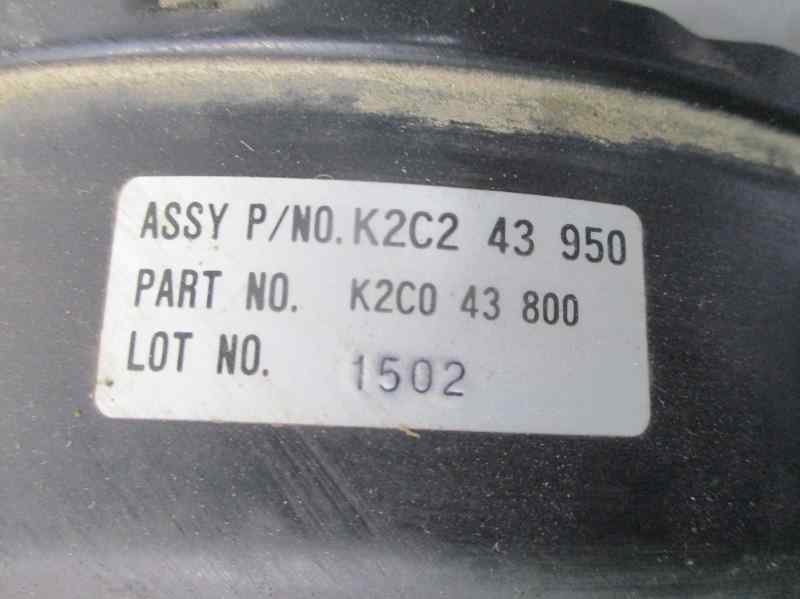 ASSY P/NO. K2C2 43 950
PART NO. K2C0 43 800
LOT NO. 1502